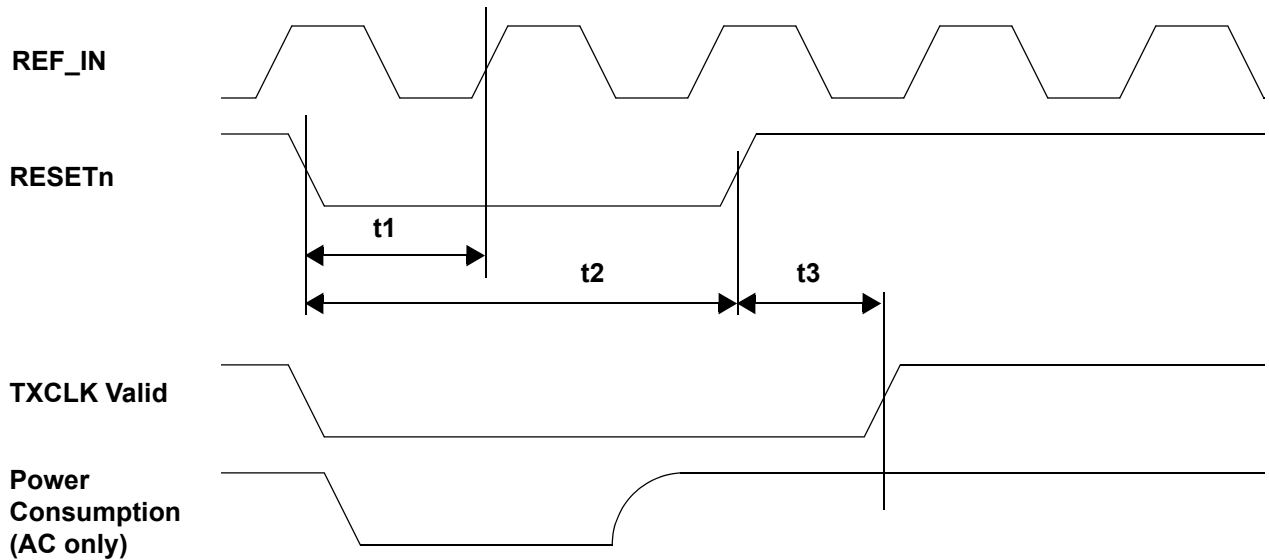 REF_IN
RESETn
t1
t2
t3
TXCLK Valid
Power
Consumption
(AC only)